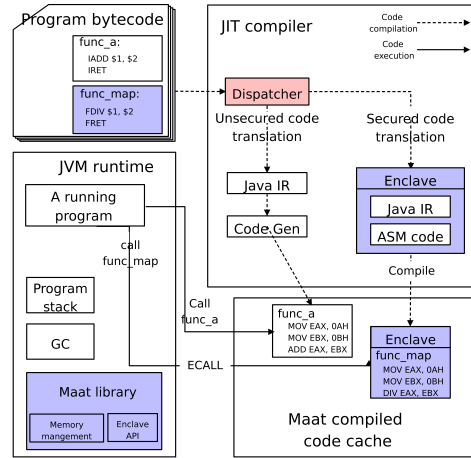 Program bytecode
func_a:
IADD $1, $2
IRET
func_map:
FDIV $1, $2
FRET
JIT compiler
Code
compilation
Code
execution
Dispatcher
Unsecured code
translation
Secured code
translation
Java IR
Code Gen
Enclave
Java IR
ASM code
Compile
JVM runtime
A running
program
call
func_map
Program
stack
GC
Call
func_a
ECALL
Maat library
Memory
mangement
Enclave
API
func_a
MOV EAX, 0AH
MOV EBX, 0BH
ADD EAX, EBX
Enclave
func_map
MOV EAX, 0AH
MOV EBX, 0BH
DIV EAX, EBX
Maat compiled
code cache